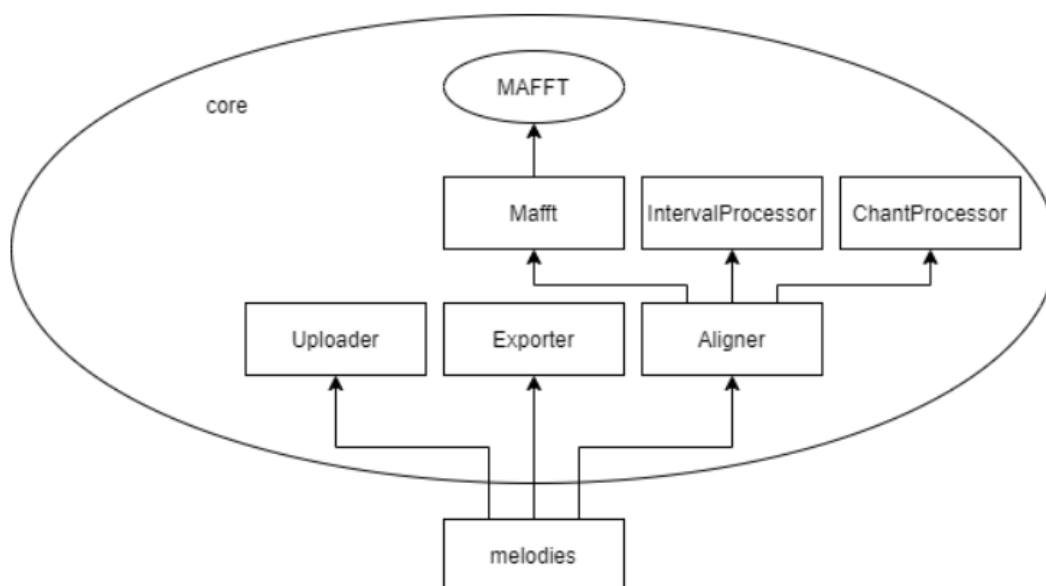 MAFFT
core
Mafft
IntervalProcessor
ChantProcessor
Uploader
Exporter
Aligner
melodies